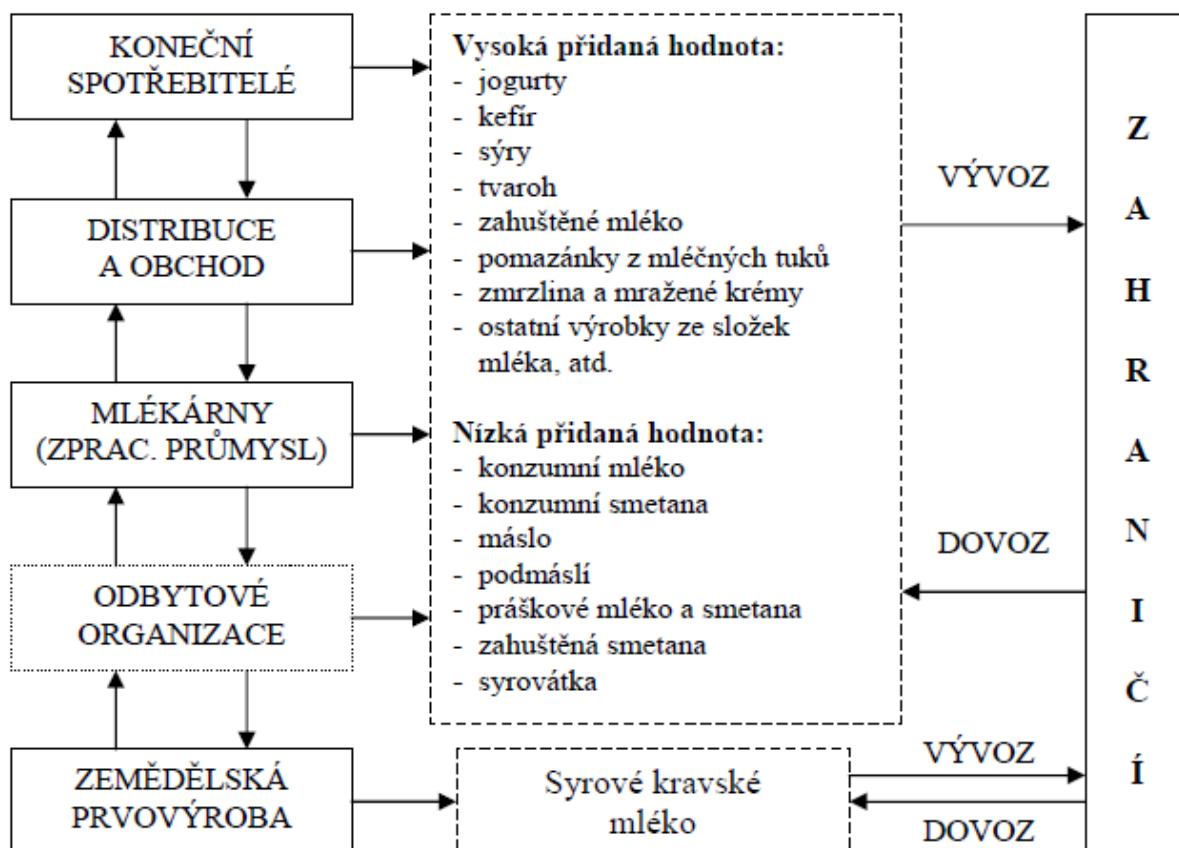 KONEČNÍ
SPOTŘEBITELÉ
DISTRIBUCE
A OBCHOD
MLÉKÁRNY
(ZPRAC. PRŮMYSL)
ODBYTOVÉ
ORGANIZACE
ZEMĚDĚLSKÁ
PRVOVÝROBA
Vysoká přidaná hodnota:
- jogurty
- kefír
- sýry
- tvaroh
- zahuštěné mléko
- pomazánky z mléčných tuků
- zmrzlina a mražené krémy
- ostatní výrobky ze složek
mléka, atd.
Nízká přidaná hodnota:
- konzumní mléko
- konzumní smetana
- máslo
- podmáslí
- práškové mléko a smetana
- zahuštěná smetana
- syrovátka
Syrové kravské
mléko
VÝVOZ
DOVOZ
VÝVOZ
DOVOZ
Z
A
H
R
A
N
I
Č
Í